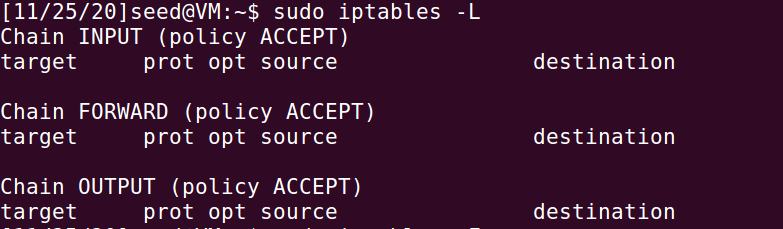 [11/25/20]seed@VM:~$ sudo iptables -L
Chain INPUT (policy ACCEPT)
target     prot opt source               destination

Chain FORWARD (policy ACCEPT)
target     prot opt source               destination

Chain OUTPUT (policy ACCEPT)
target     prot opt source               destination